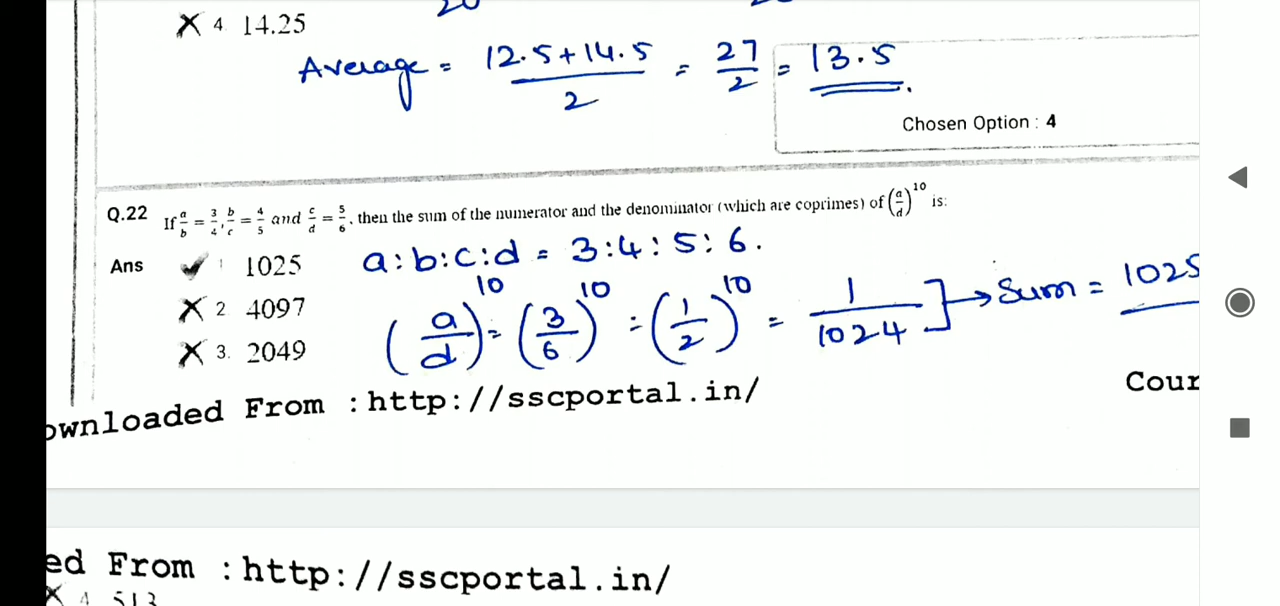 ✗ 4. 14.25
Average = (12.5+14.5)/2 = 27/2 = 13.5.
Chosen Option : 4
Q.22 If a/b = 3/4, b/c = 4/5 and c/d = 5/6, then the sum of the numerator and the denominator (which are coprimes) of (a/d)^10 is:
Ans ✓ 1 1025
a:b:c:d = 3:4:5:6.
✗ 2 4097
(a/d)^10 = (3/6)^10 = (1/2)^10 = 1/1024 ] → Sum = 1025
✗ 3. 2049
ownloaded From : http://sscportal.in/
Cour
ed From : http://sscportal.in/
✗ 4 513